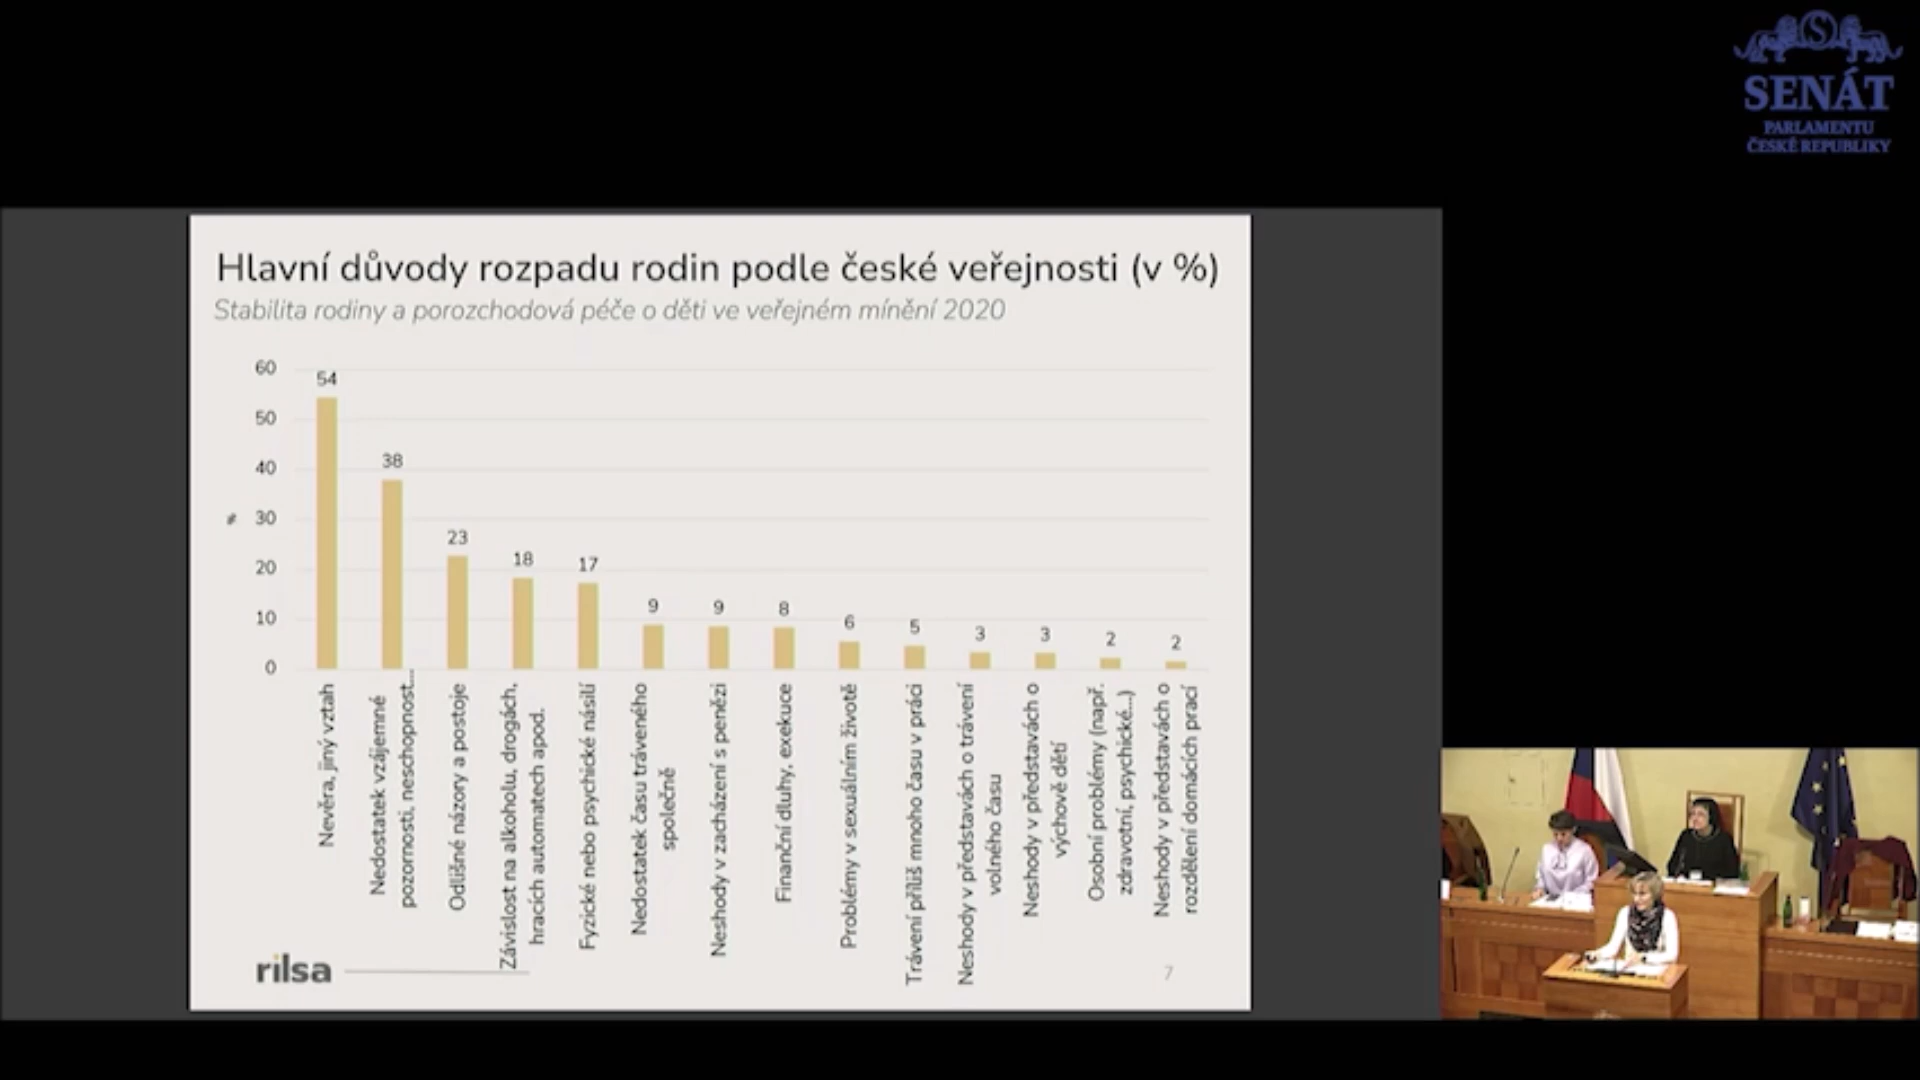 SENÁT
PARLAMENTU
ČESKÉ REPUBLIKY
Hlavní důvody rozpadu rodin podle české veřejnosti (v %)
Stabilita rodiny a porozchodová péče o děti ve veřejném mínění 2020
60
50
40
30
20
10
0
%
54
38
23
18
17
9
9
8
6
5
3
3
2
2
Nevěra, jiný vztah
Nedostatek vzájemné
pozornosti, neschopnost...
Odlišné názory a postoje
Závislost na alkoholu, drogách,
hracích automatech apod.
Fyzické nebo psychické násilí
Nedostatek času tráveného
společně
Neshody v zacházení s penězi
Finanční dluhy, exekuce
Problémy v sexuálním životě
Trávení příliš mnoho času v práci
Neshody v představách o trávení
volného času
Neshody v představách o
výchově dětí
Osobní problémy (např.
zdravotní, psychické...)
Neshody v představách o
rozdělení domácích prací
rilsa
7